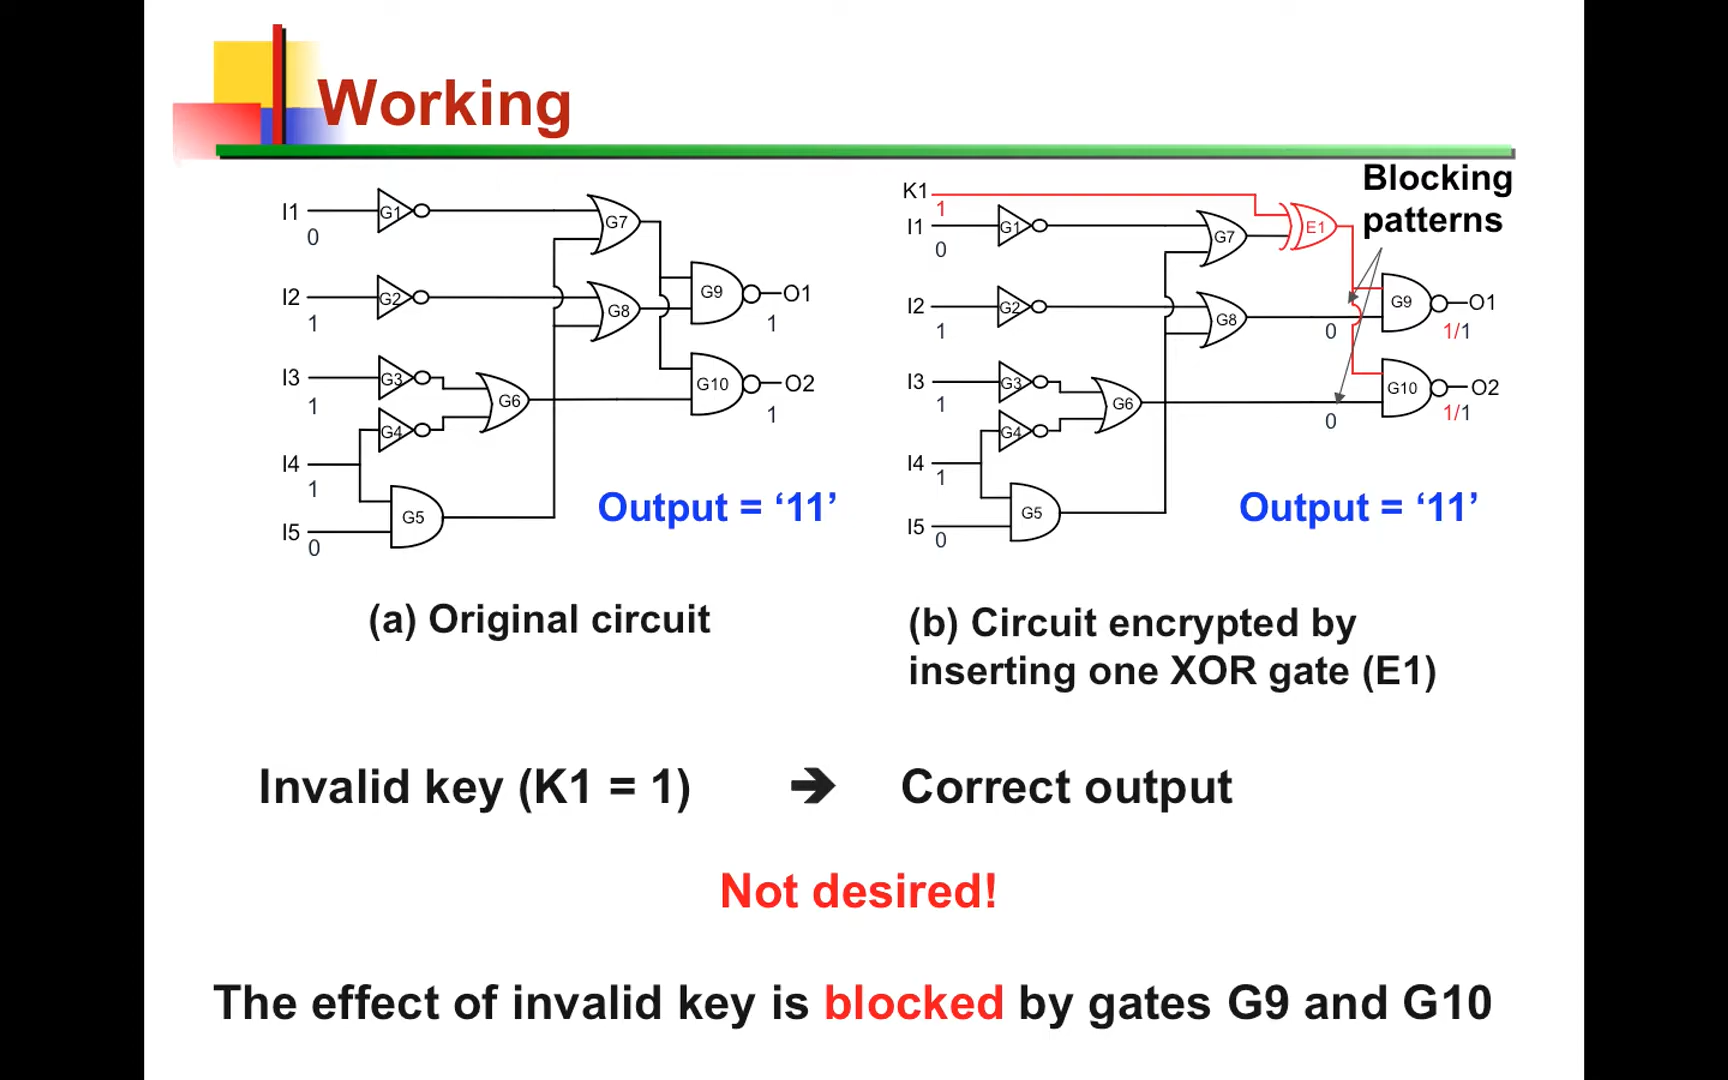 Working
I1
0
G1
I2
1
G2
I3
1
G3
G4
I4
1
I5
0
G5
G6
G7
G8
G9
O1
1
G10
O2
1
Output = ‘11’
(a) Original circuit
Blocking
patterns
K1
1
I1
0
G1
I2
1
G2
I3
1
G3
G4
I4
1
I5
0
G5
G6
G7
G8
E1
0
0
G9
O1
1/1
G10
O2
1/1
Output = ‘11’
(b) Circuit encrypted by
inserting one XOR gate (E1)
Invalid key (K1 = 1) ➔ Correct output
Not desired!
The effect of invalid key is blocked by gates G9 and G10